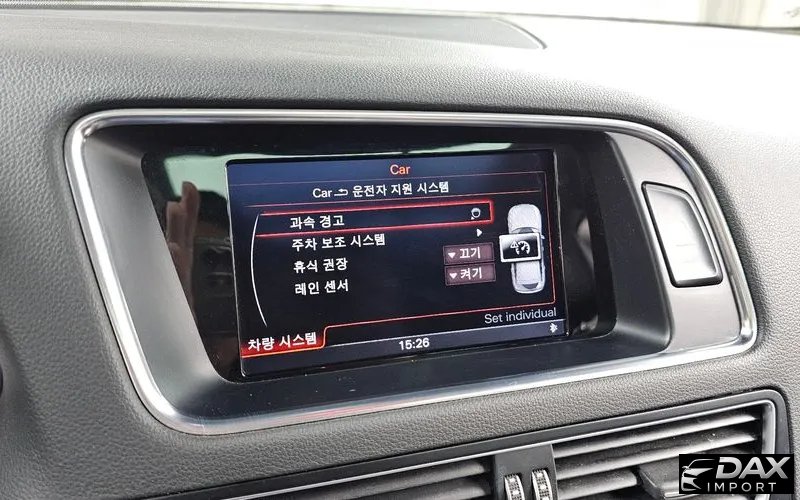 Car
Car 운전자 지원 시스템
과속 경고
주차 보조 시스템
휴식 권장 끄기
레인 센서 켜기
Set individual
차량 시스템 15:26
DAX
IMPORT